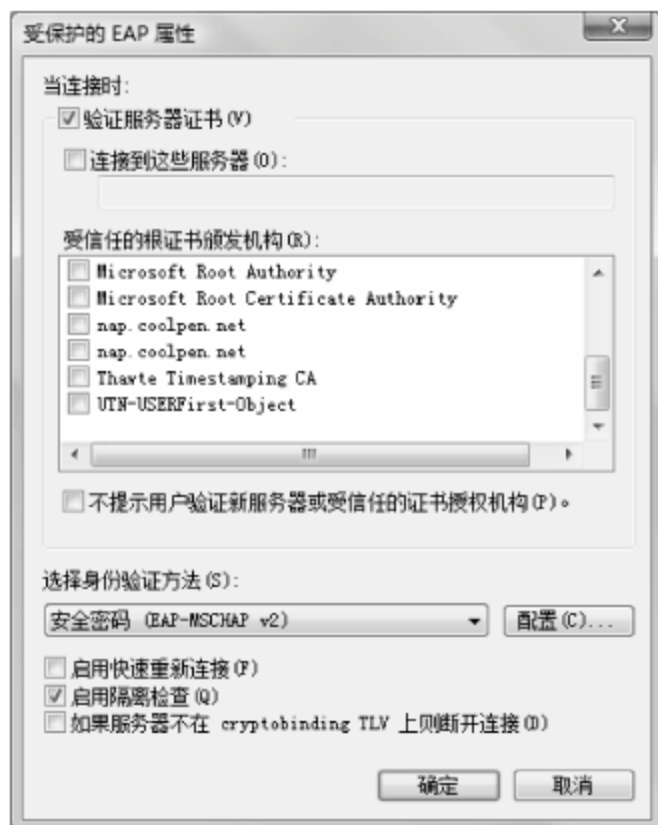 受保护的 EAP 属性
当连接时:
验证服务器证书(V)
连接到这些服务器(O):
受信任的根证书颁发机构(R):
Microsoft Root Authority
Microsoft Root Certificate Authority
nap.coolpen.net
nap.coolpen.net
Thawte Timestamping CA
UTN-USERFirst-Object
不提示用户验证新服务器或受信任的证书授权机构(P)。
选择身份验证方法(S):
安全密码 (EAP-MSCHAP v2)
配置(C)...
启用快速重新连接(F)
启用隔离检查(Q)
如果服务器不在 cryptobinding TLV 上则断开连接(D)
确定
取消